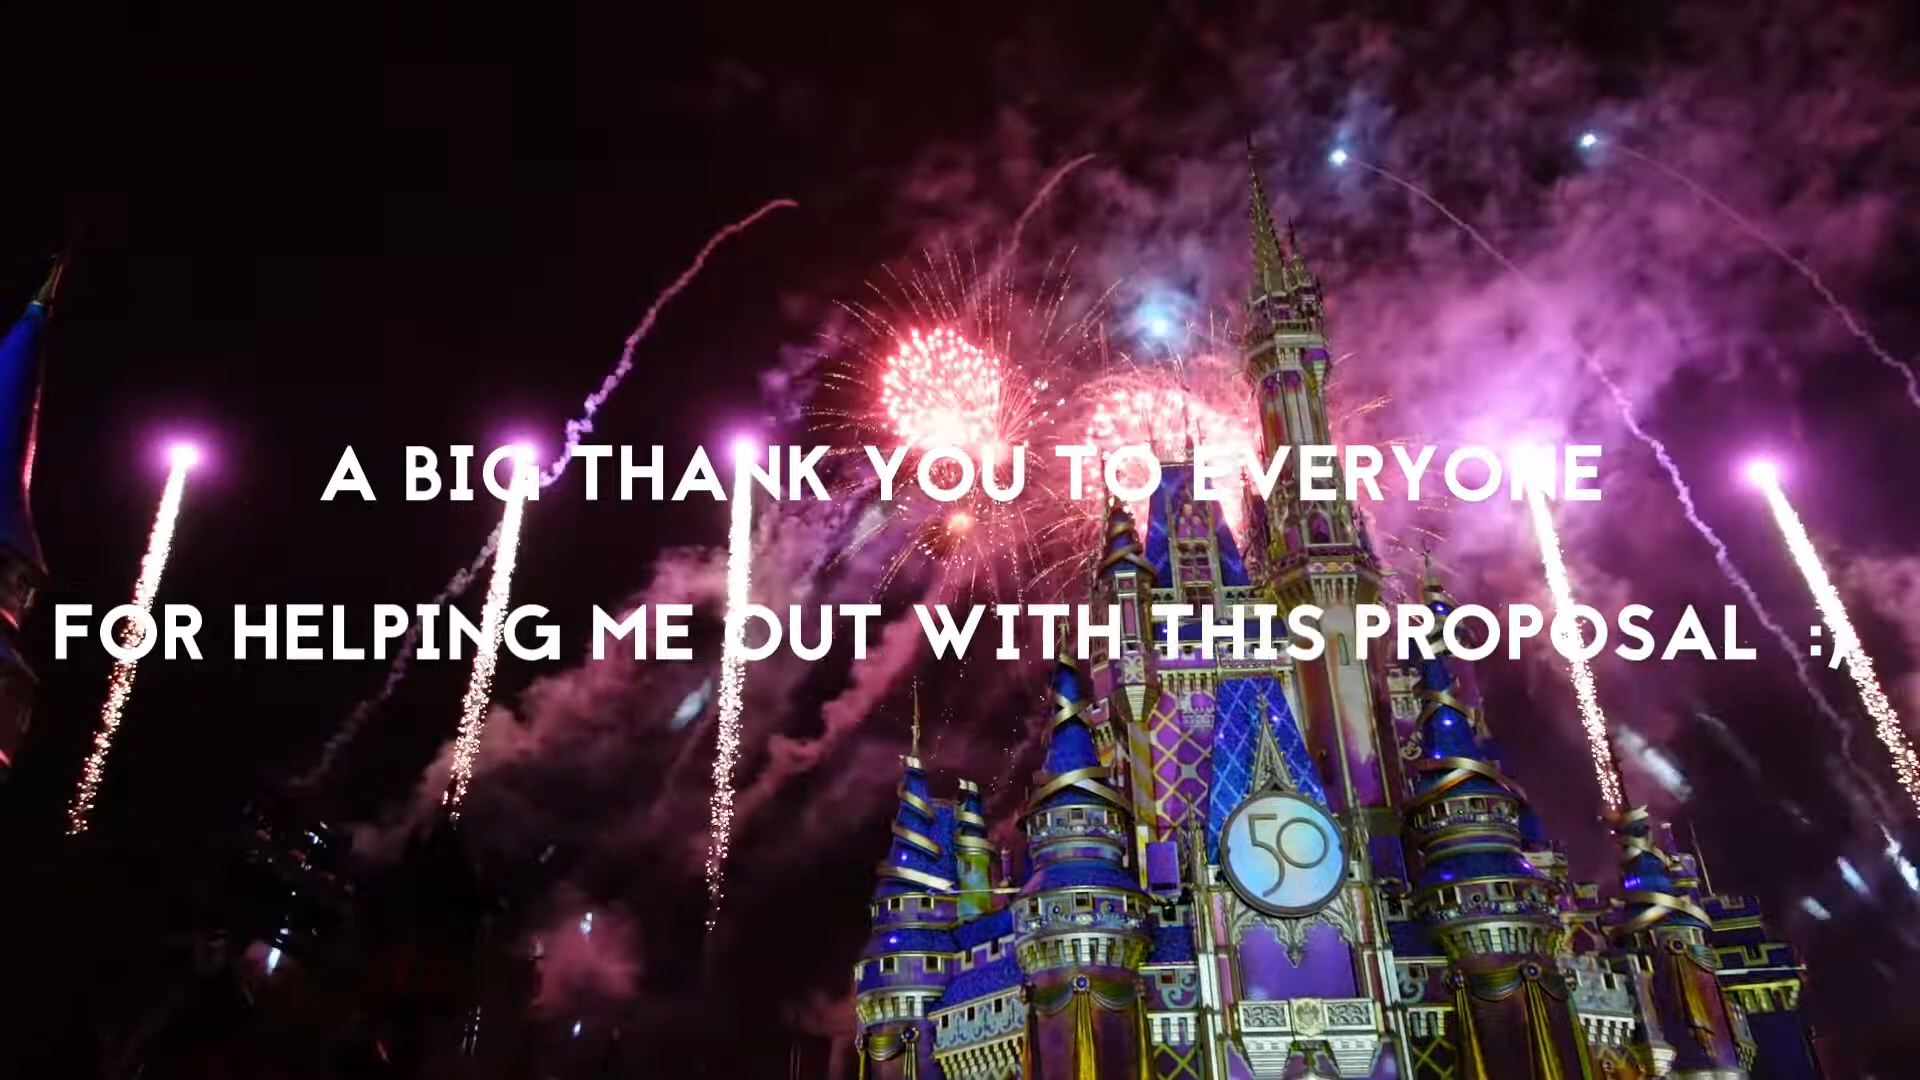 A BIG THANK YOU TO EVERYONE
FOR HELPING ME OUT WITH THIS PROPOSAL :)
50